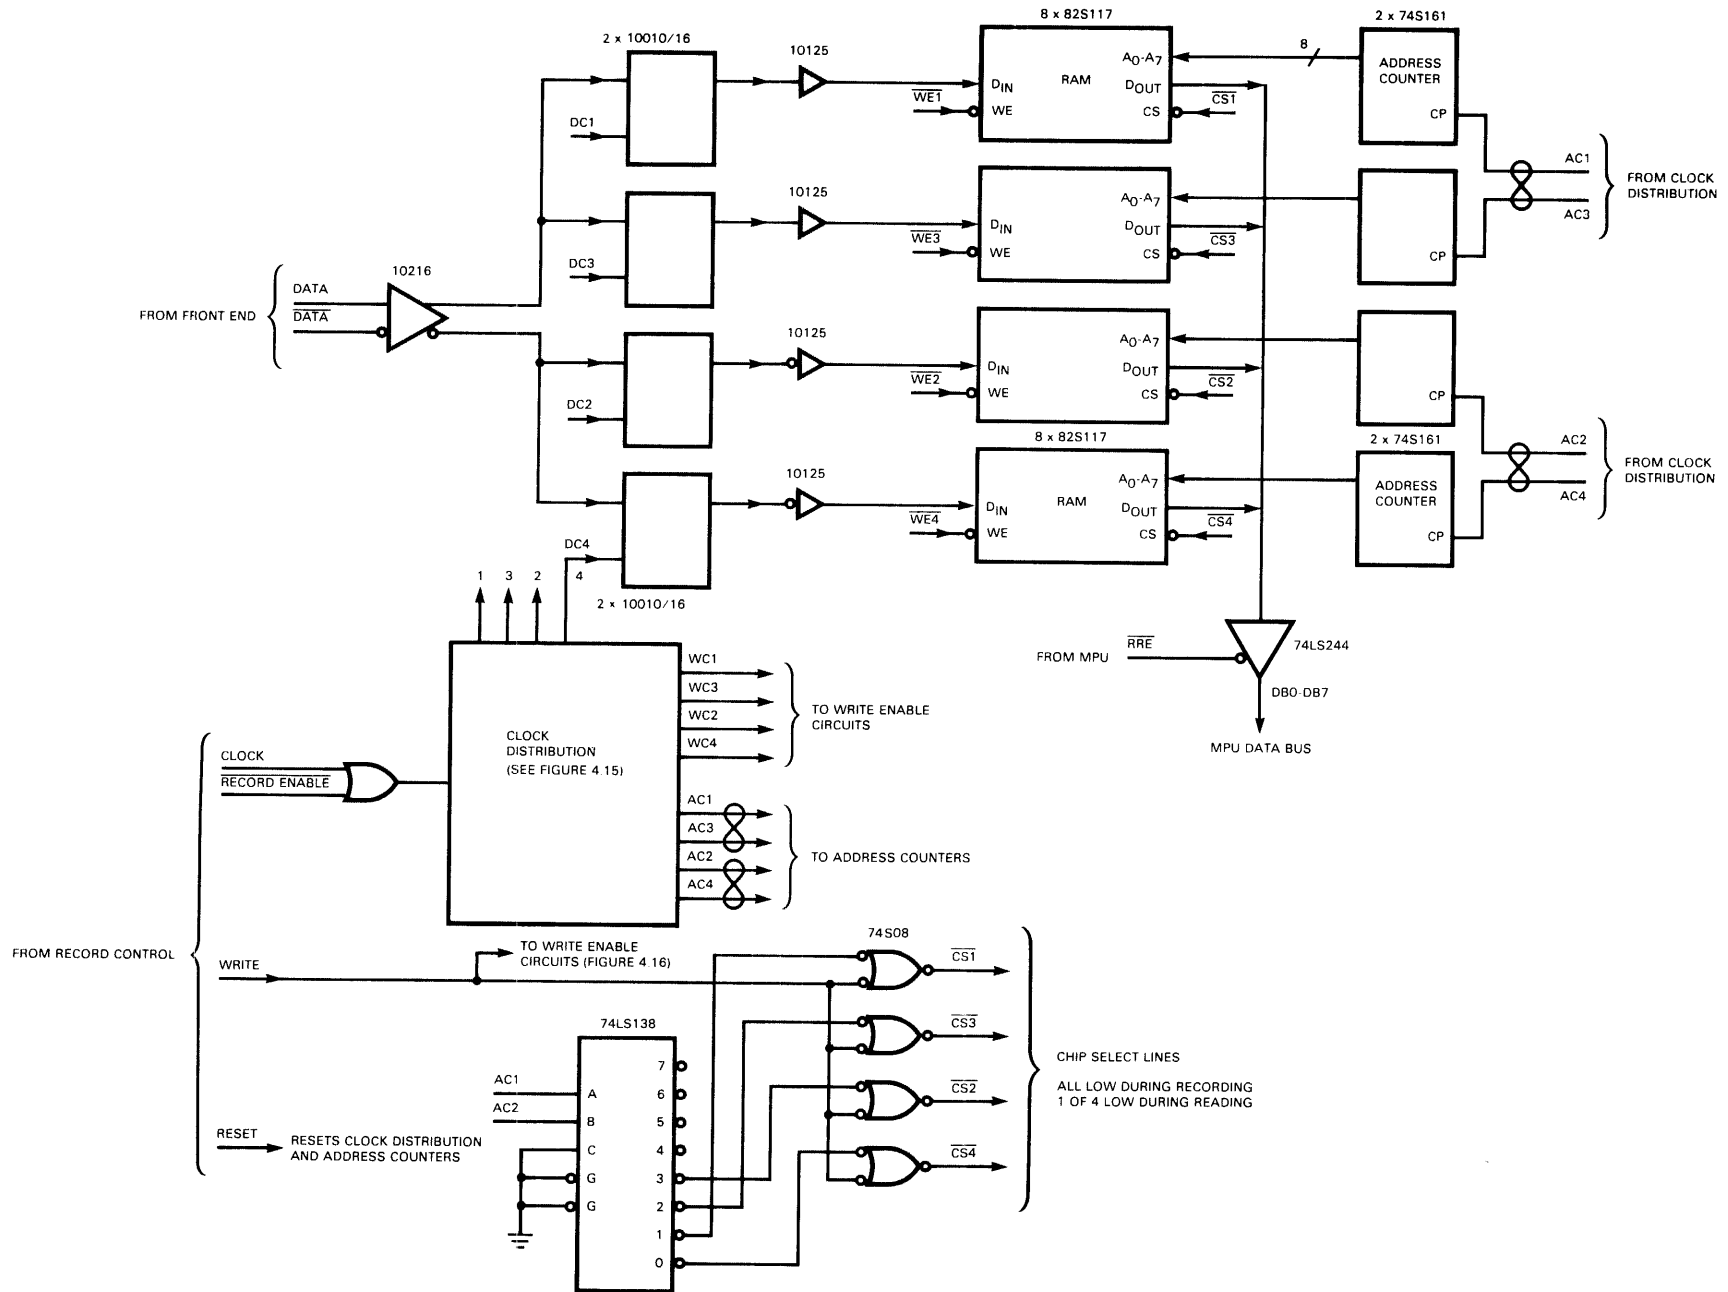 8 x 82S117
2 x 74S161
2 x 10010/16
10125
8
A0-A7
ADDRESS
COUNTER
RAM
DIN
DOUT
WE1
WE
CS
CS1
CP
DC1
AC1
FROM CLOCK
DISTRIBUTION
AC3
10125
A0-A7
DIN
DOUT
WE3
WE
CS
CS3
CP
DC3
10216
DATA
DATA
FROM FRONT END
10125
A0-A7
DIN
DOUT
WE2
WE
CS
CS2
CP
DC2
8 x 82S117
2 x 74S161
AC2
FROM CLOCK
DISTRIBUTION
AC4
10125
A0-A7
ADDRESS
COUNTER
RAM
DIN
DOUT
WE4
WE
CS
CS4
CP
DC4
1 3 2 4
2 x 10010/16
FROM MPU
RRE
74LS244
DB0-DB7
MPU DATA BUS
WC1
WC3
WC2
WC4
TO WRITE ENABLE
CIRCUITS
CLOCK
DISTRIBUTION
(SEE FIGURE 4.15)
CLOCK
RECORD ENABLE
AC1
AC3
AC2
AC4
TO ADDRESS COUNTERS
FROM RECORD CONTROL
WRITE
TO WRITE ENABLE
CIRCUITS (FIGURE 4.16)
74S08
CS1
CS3
CS2
CS4
CHIP SELECT LINES
ALL LOW DURING RECORDING
1 OF 4 LOW DURING READING
74LS138
AC1
A
AC2
B
C
G
G
7
6
5
4
3
2
1
0
RESET
RESETS CLOCK DISTRIBUTION
AND ADDRESS COUNTERS